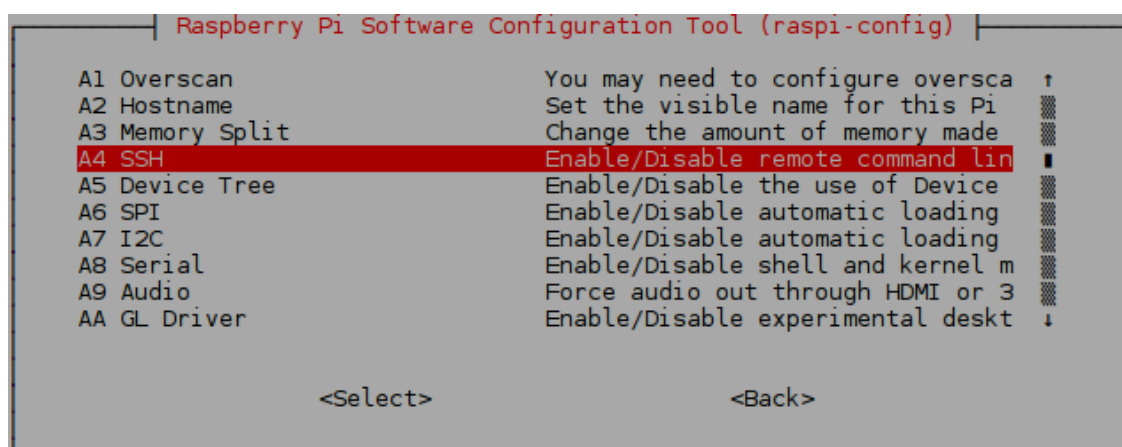 Raspberry Pi Software Configuration Tool (raspi-config)
A1 Overscan You may need to configure oversca
A2 Hostname Set the visible name for this Pi
A3 Memory Split Change the amount of memory made
A4 SSH Enable/Disable remote command lin
A5 Device Tree Enable/Disable the use of Device
A6 SPI Enable/Disable automatic loading
A7 I2C Enable/Disable automatic loading
A8 Serial Enable/Disable shell and kernel m
A9 Audio Force audio out through HDMI or 3
AA GL Driver Enable/Disable experimental deskt
<Select> <Back>